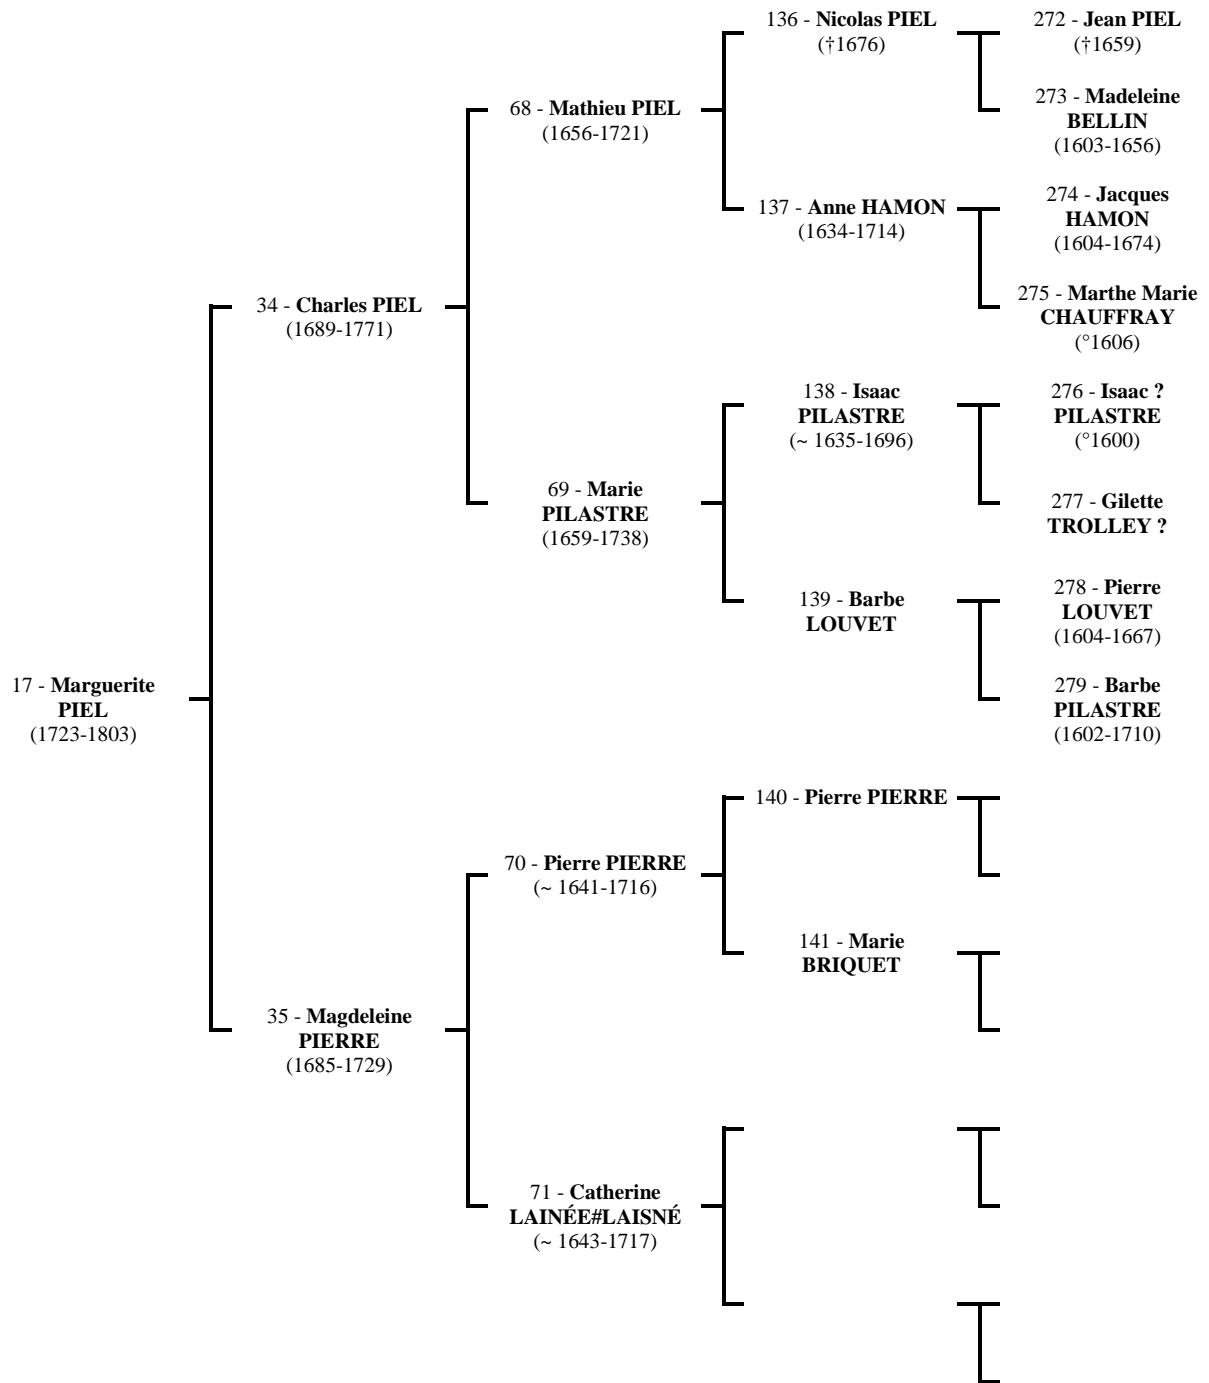 136 - Nicolas PIEL
(†1676)
272 - Jean PIEL
(†1659)
68 - Mathieu PIEL
(1656-1721)
273 - Madeleine
BELLIN
(1603-1656)
137 - Anne HAMON
(1634-1714)
274 - Jacques
HAMON
(1604-1674)
34 - Charles PIEL
(1689-1771)
275 - Marthe Marie
CHAUFFRAY
(°1606)
138 - Isaac
PILASTRE
(~ 1635-1696)
276 - Isaac ?
PILASTRE
(°1600)
69 - Marie
PILASTRE
(1659-1738)
277 - Gilette
TROLLEY ?
139 - Barbe
LOUVET
278 - Pierre
LOUVET
(1604-1667)
17 - Marguerite
PIEL
(1723-1803)
279 - Barbe
PILASTRE
(1602-1710)
140 - Pierre PIERRE
70 - Pierre PIERRE
(~ 1641-1716)
141 - Marie
BRIQUET
35 - Magdeleine
PIERRE
(1685-1729)
71 - Catherine
LAINÉE#LAISNÉ
(~ 1643-1717)